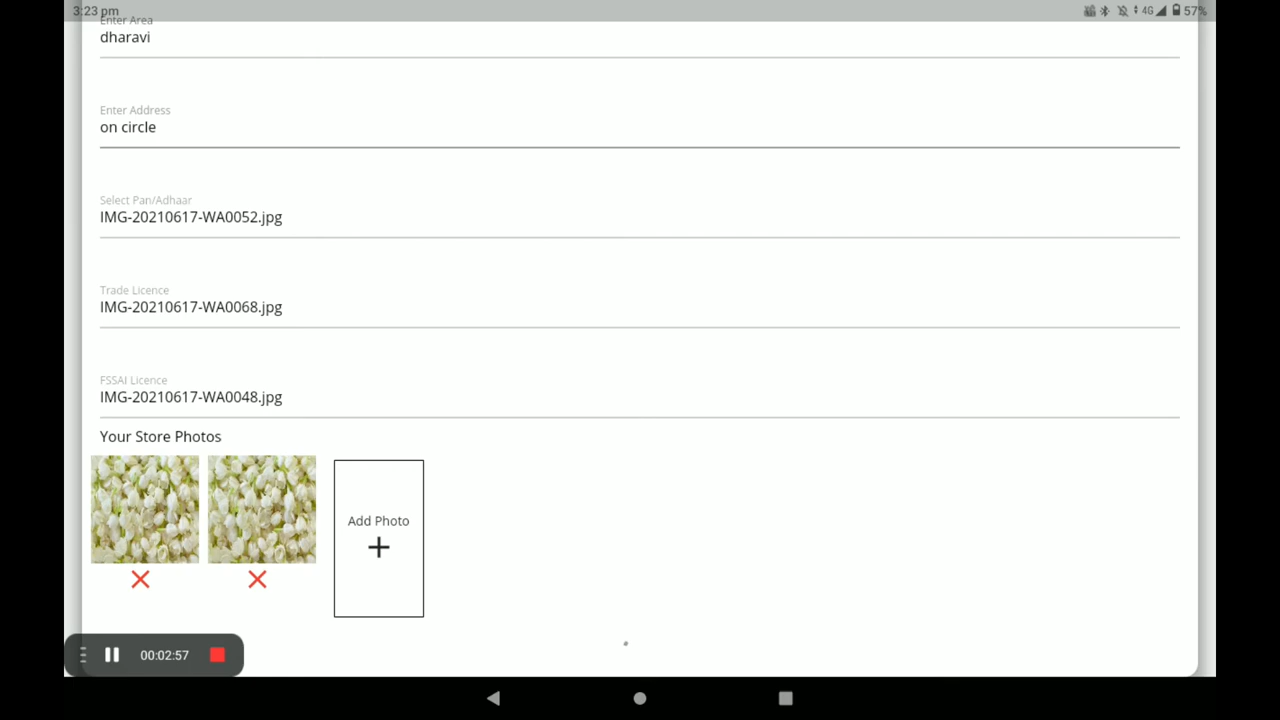 3:23 pm
4G
57%
Enter Area
dharavi
Enter Address
on circle
Select Pan/Adhaar
IMG-20210617-WA0052.jpg
Trade Licence
IMG-20210617-WA0068.jpg
FSSAI Licence
IMG-20210617-WA0048.jpg
Your Store Photos
Add Photo
00:02:57